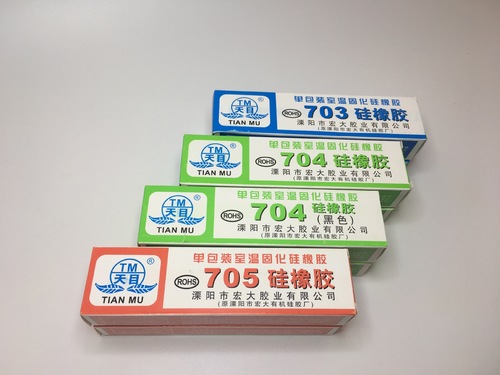 TM
天目
TIAN MU
单包装室温固化硅橡胶
ROHS
703 硅橡胶
溧阳市宏大胶业有限公司
(原溧阳市宏大有机硅胶厂)
TM
天目
TIAN MU
单包装室温固化硅橡胶
ROHS
704 硅橡胶
溧阳市宏大胶业有限公司
(原溧阳市宏大有机硅胶厂)
TM
天目
TIAN MU
单包装室温固化硅橡胶
ROHS
704 硅橡胶
(黑色)
溧阳市宏大胶业有限公司
(原溧阳市宏大有机硅胶厂)
TM
天目
TIAN MU
单包装室温固化硅橡胶
ROHS
705 硅橡胶
溧阳市宏大胶业有限公司
(原溧阳市宏大有机硅胶厂)